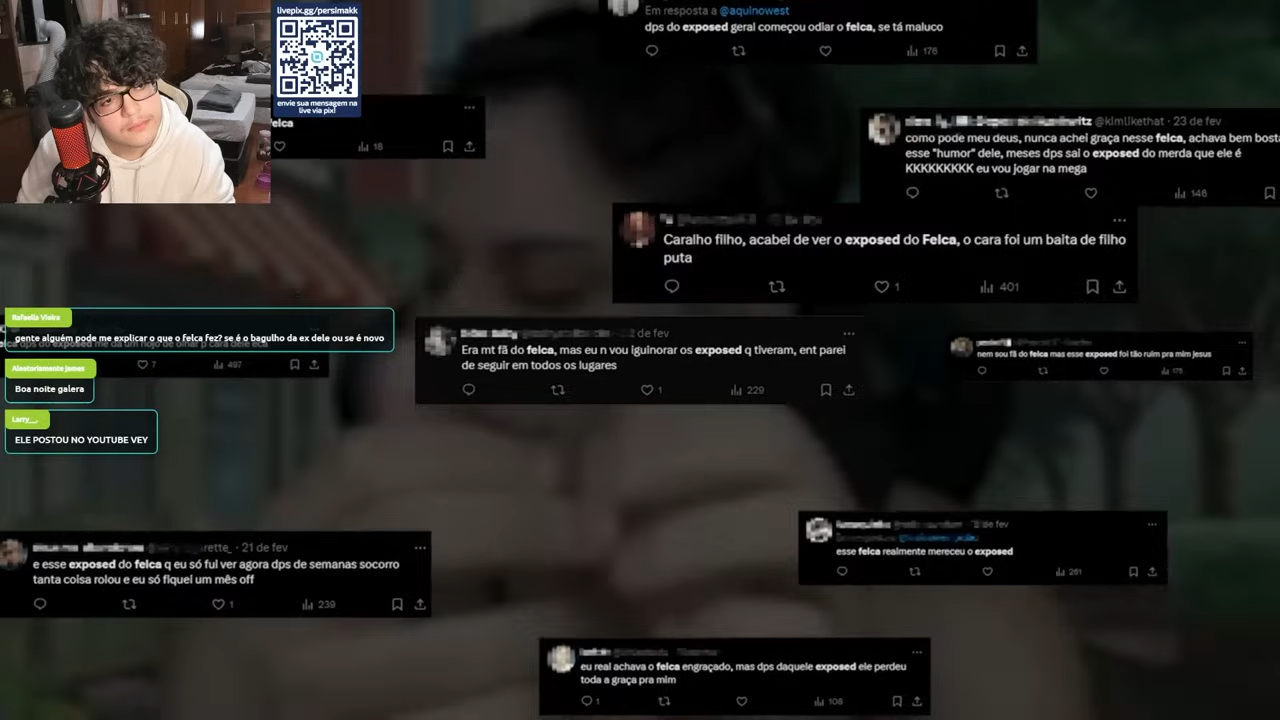 livepix.gg/persimakk
envie sua mensagem na
live via pix!
Em resposta a @aquinowest
dps do exposed geral começou odiar o felca, se tá maluco
176
felca
18
@kimlikethat · 23 de fev
como pode meu deus, nunca achei graça nesse felca, achava bem bosta
esse "humor" dele, meses dps sai o exposed do merda que ele é
KKKKKKKKK eu vou jogar na mega
146
Caralho filho, acabei de ver o exposed do Felca, o cara foi um baita de filho
puta
1
401
Rafaella Vieira
gente alguém pode me explicar o que o felca fez? se é o bagulho da ex dele ou se é novo
7
497
Aleatoriamente james
Boa noite galera
Larry__.
ELE POSTOU NO YOUTUBE VEY
de fev
Era mt fã do felca, mas eu n vou iguinorar os exposed q tiveram, ent parei
de seguir em todos os lugares
1
229
nem sou fã do felca mas esse exposed foi tão ruim pra mim jesus
175
rette_ · 21 de fev
e esse exposed do felca q eu só fui ver agora dps de semanas socorro
tanta coisa rolou e eu só fiquei um mês off
1
239
de fev
esse felca realmente mereceu o exposed
261
eu real achava o felca engraçado, mas dps daquele exposed ele perdeu
toda a graça pra mim
1
108